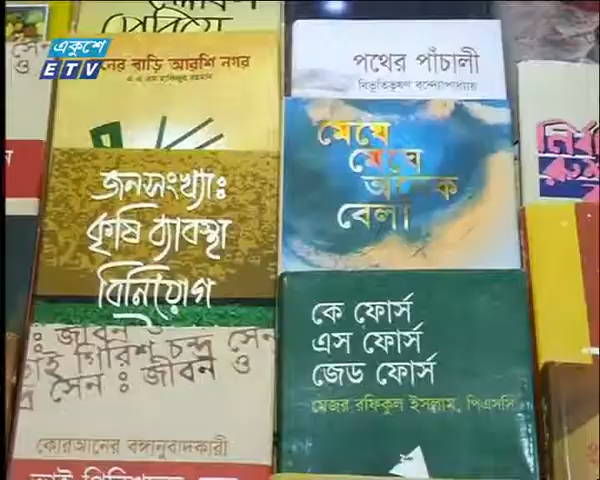 একুশে
ETV
পেরিয়ে
বাড়ি আরশি নগর
জনসংখ্যা:
কৃষি ব্যবস্থা
বিনিয়োগ
: জীবন
ভাই গিরিশ চন্দ্র সেন
সেন : জীবন ও
কোরআনের বঙ্গানুবাদকারী
পথের পাঁচালী
বিভূতিভূষণ বন্দ্যোপাধ্যায়
মেঘে
মেঘে
অনেক
বেলা
কে ফোর্স
এস ফোর্স
জেড ফোর্স
মেজর রফিকুল ইসলাম, পিএসসি